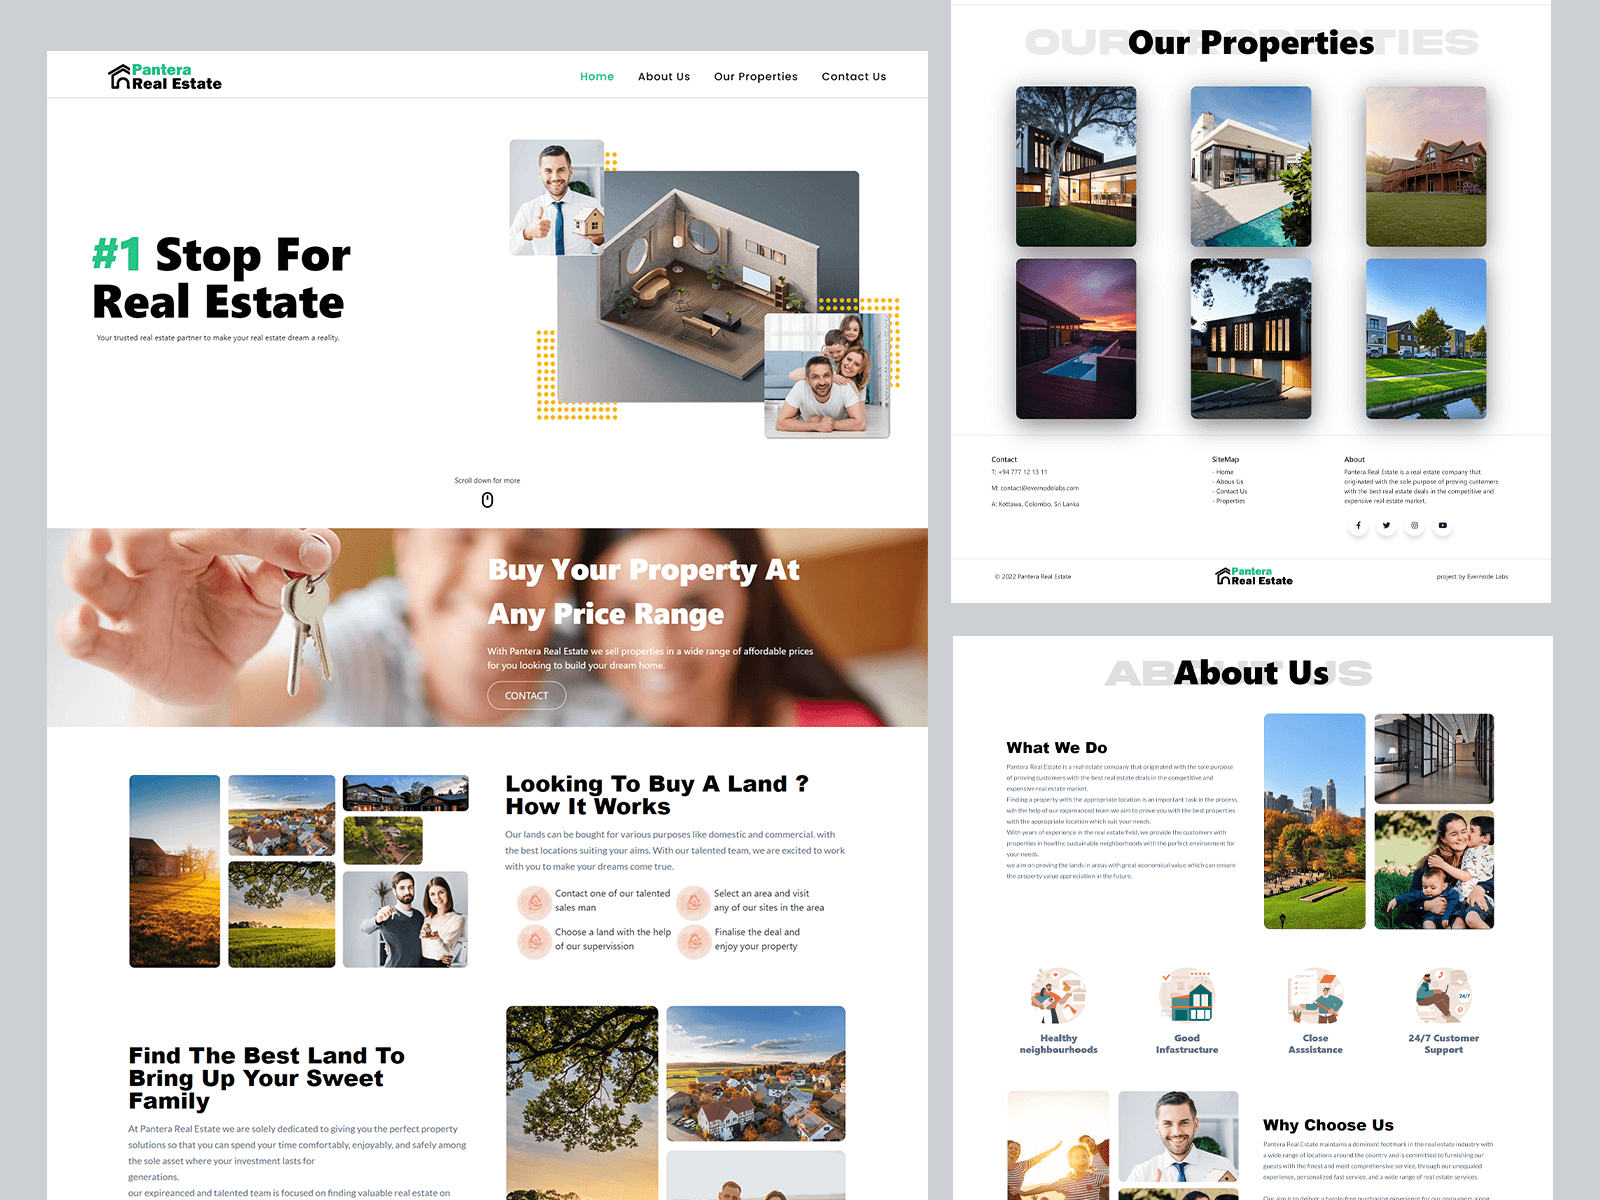 Pantera
Real Estate
Home
About Us
Our Properties
Contact Us
#1 Stop For
Real Estate
Your trusted real estate partner to make your real estate dream a reality.
Scroll down for more
Buy Your Property At
Any Price Range
With Pantera Real Estate we sell properties in a wide range of affordable prices
for you looking to build your dream home.
CONTACT
Looking To Buy A Land ?
How It Works
Our lands can be bought for various purposes like domestic and commercial. with
the best locations suiting your aims. With our talented team, we are excited to work
with you to make your dreams come true.
Contact one of our talented
sales man
Select an area and visit
any of our sites in the area
Choose a land with the help
of our supervission
Finalise the deal and
enjoy your property
Find The Best Land To
Bring Up Your Sweet
Family
At Pantera Real Estate we are solely dedicated to giving you the perfect property
solutions so that you can spend your time comfortably, enjoyably, and safely among
the sole asset where your investment lasts for
generations.
our expireanced and talented team is focused on finding valuable real estate on
OUR PROPERTIES
Our Properties
Contact
T: +94 777 12 13 11
M: contact@evernodelabs.com
A: Kottawa, Colombo, Sri Lanka
SiteMap
- Home
- Abous Us
- Contact Us
- Properties
About
Pantera Real Estate is a real estate company that
originated with the sole purpose of proving customers
with the best real estate deals in the competitive and
expensive real estate market.
© 2022 Pantera Real Estate
Pantera
Real Estate
project by Evernode Labs
ABOUT US
About Us
What We Do
Pantera Real Estate is a real estate company that originated with the sole purpose
of proving customers with the best real estate deals in the competitive and
expensive real estate market.
Finding a property with the appropriate location is an important task in the process,
wih the help of our expireanced team we aim to prove you with the best properties
with the appropriate location which suit your needs.
With years of experience in the real estate field, we provide the customers with
properties in healthy, sustainable neighborhoods with the perfect environment for
your needs.
we aim on proving the lands in areas with great economical value which can ensure
the property value appreciation in the future.
24/7
Healthy
neighbourhoods
Good
Infastructure
Close
Asssistance
24/7 Customer
Support
Why Choose Us
Pantera Real Estate maintains a dominant footmark in the real estate industry with
a wide range of locations around the country and is committed to furnishing our
guests with the finest and most comprehensive service, through our unequaled
experience, personalized fast service, and a wide range of real estate services.
Our aim is to deliver a hassle-free purchasing experience for our consumers along